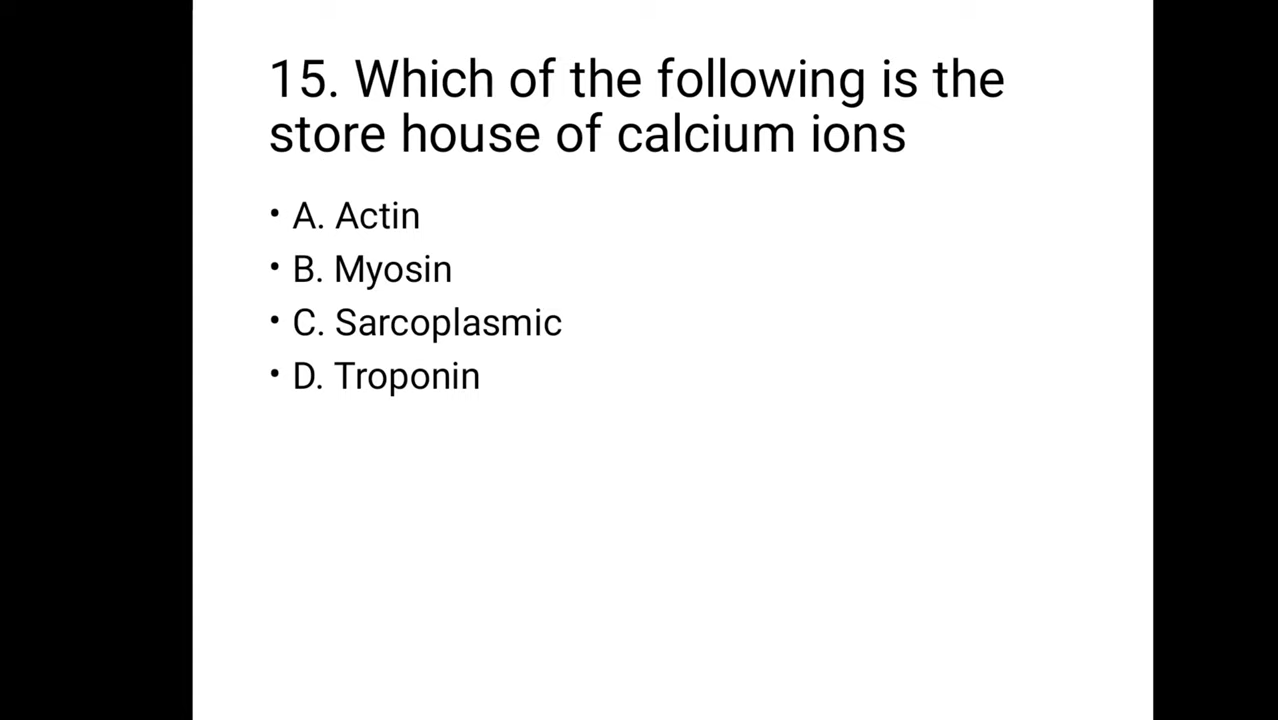 15. Which of the following is the
store house of calcium ions
• A. Actin
• B. Myosin
• C. Sarcoplasmic
• D. Troponin